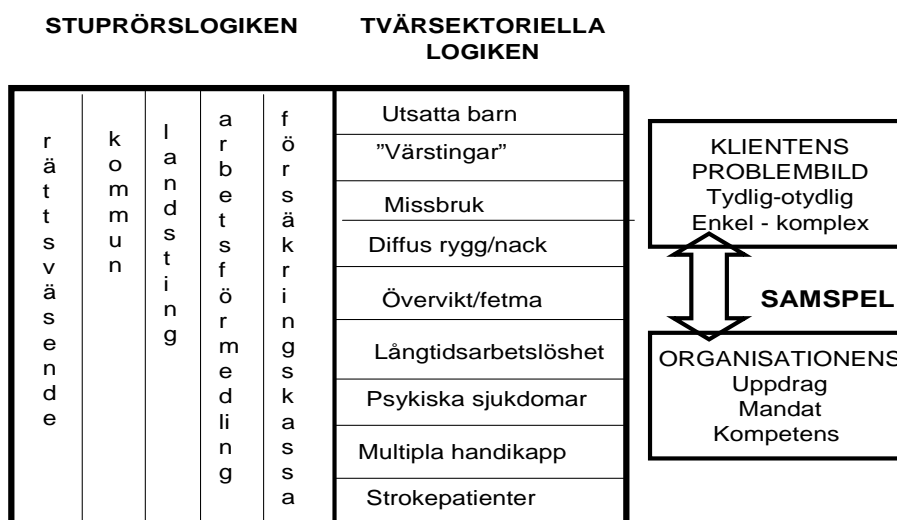 STUPRÖRSLOGIKEN
TVÄRSEKTORIELLA
LOGIKEN
rättsväsende
kommun
landsting
arbetsförmedling
försäkringskassa
Utsatta barn
”Värstingar”
Missbruk
Diffus rygg/nack
Övervikt/fetma
Långtidsarbetslöshet
Psykiska sjukdomar
Multipla handikapp
Strokepatienter
KLIENTENS
PROBLEMBILD
Tydlig-otydlig
Enkel - komplex
SAMSPEL
ORGANISATIONENS
Uppdrag
Mandat
Kompetens